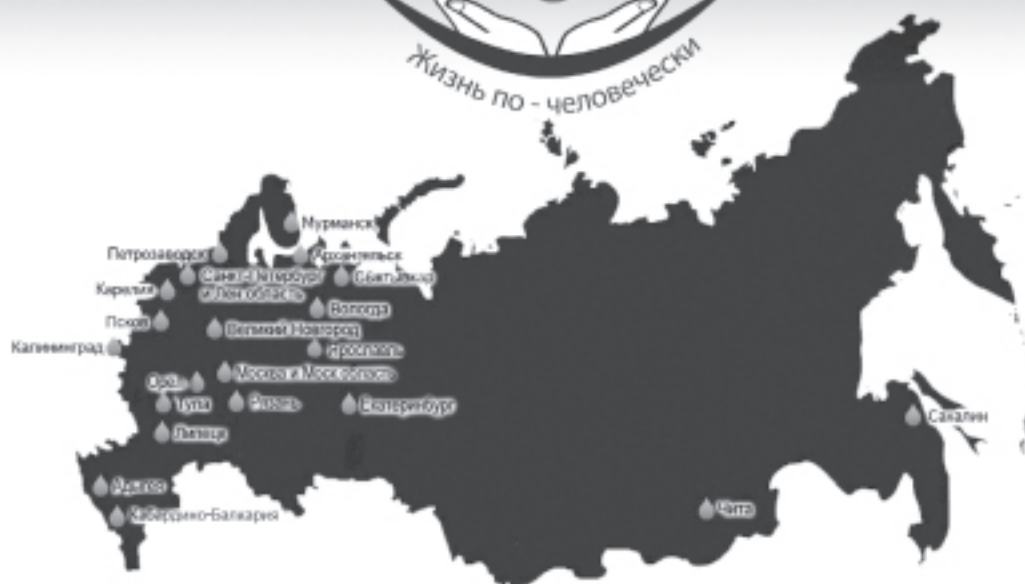 Жизнь по - человечески
Мурманск
Петрозаводск
Архангельск
Санкт-Петербург
и Лен область
Сыктывкар
Карелия
Вологда
Псков
Великий Новгород
Калининград
Ярославль
Москва и Моск область
Орёл
Тула
Рязань
Екатеринбург
Сахалин
Липецк
Адыгея
Кабардино-Балкария
Чита